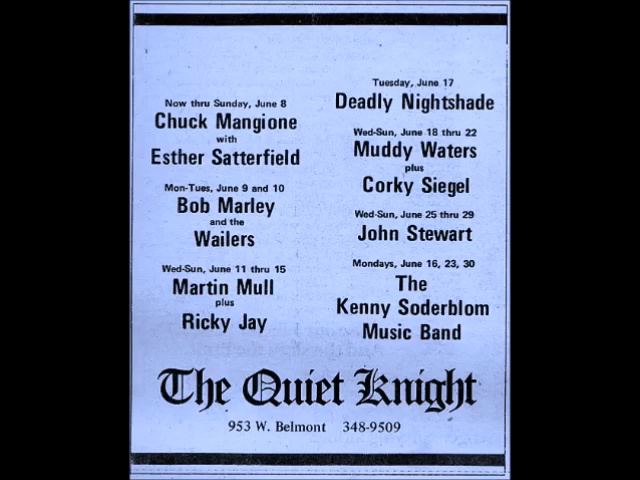 Now thru Sunday, June 8
Chuck Mangione
with
Esther Satterfield
Mon-Tues, June 9 and 10
Bob Marley
and the
Wailers
Wed-Sun, June 11 thru 15
Martin Mull
plus
Ricky Jay
Tuesday, June 17
Deadly Nightshade
Wed-Sun, June 18 thru 22
Muddy Waters
plus
Corky Siegel
Wed-Sun, June 25 thru 29
John Stewart
Mondays, June 16, 23, 30
The
Kenny Soderblom
Music Band
The Quiet Knight
953 W. Belmont 348-9509